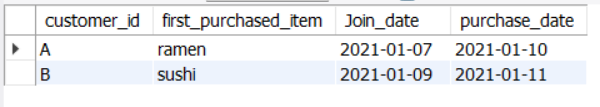 customer_id first_purchased_item Join_date purchase_date
A ramen 2021-01-07 2021-01-10
B sushi 2021-01-09 2021-01-11